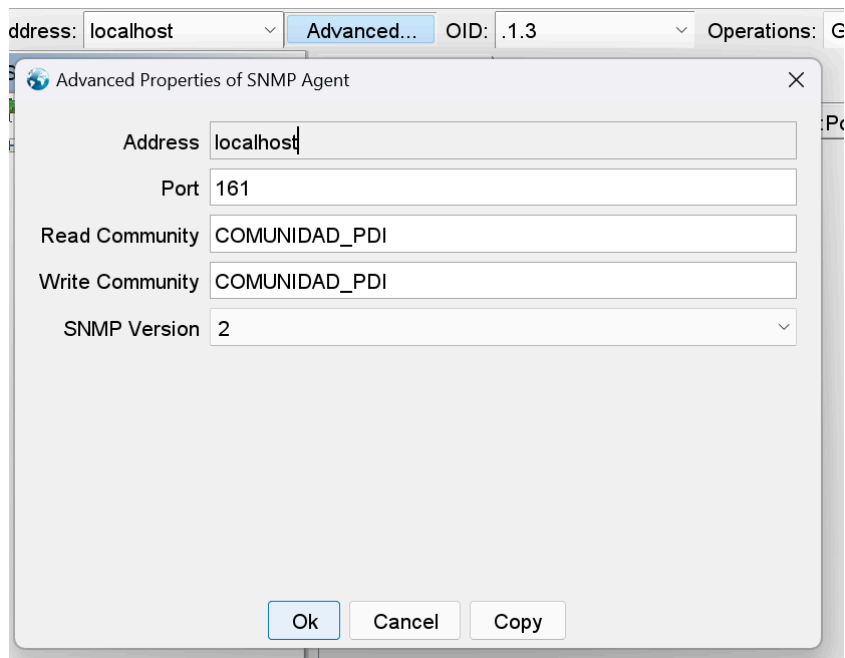 ddress: localhost Advanced... OID: .1.3 Operations: G
Advanced Properties of SNMP Agent
Address localhost
Port 161
Read Community COMUNIDAD_PDI
Write Community COMUNIDAD_PDI
SNMP Version 2
Ok Cancel Copy